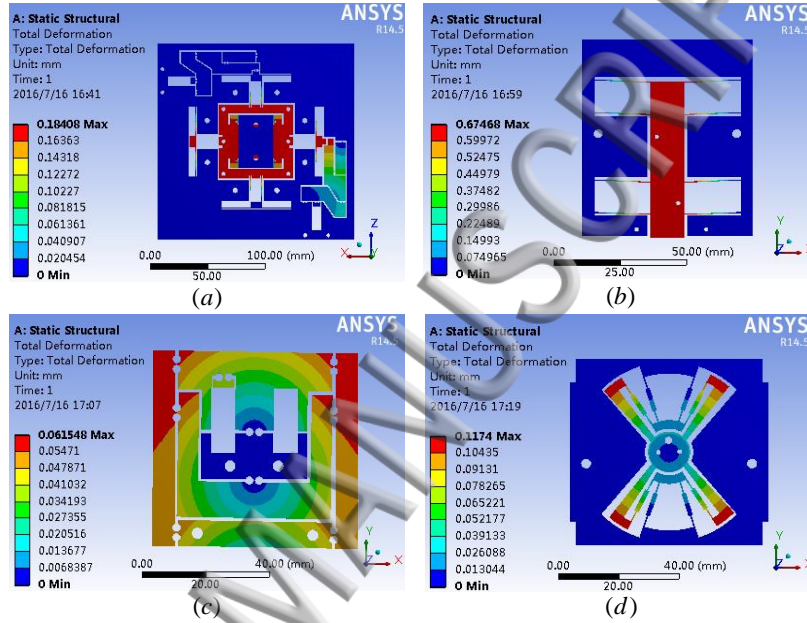 A: Static Structural
Total Deformation
Type: Total Deformation
Unit: mm
Time: 1
2016/7/16 16:41
ANSYS
R14.5
0.18408 Max
0.16363
0.14318
0.12272
0.10227
0.081815
0.061361
0.040907
0.020454
0 Min
0.00 100.00 (mm)
50.00
Z
X Y
(a)
A: Static Structural
Total Deformation
Type: Total Deformation
Unit: mm
Time: 1
2016/7/16 16:59
ANSYS
R14.5
0.67468 Max
0.59972
0.52475
0.44979
0.37482
0.29986
0.22489
0.14993
0.074965
0 Min
0.00 50.00 (mm)
25.00
Y
Z X
(b)
A: Static Structural
Total Deformation
Type: Total Deformation
Unit: mm
Time: 1
2016/7/16 17:07
ANSYS
R14.5
0.061548 Max
0.05471
0.047871
0.041032
0.034193
0.027355
0.020516
0.013677
0.0068387
0 Min
0.00 40.00 (mm)
20.00
Y
Z X
(c)
A: Static Structural
Total Deformation
Type: Total Deformation
Unit: mm
Time: 1
2016/7/16 17:19
ANSYS
R14.5
0.1174 Max
0.10435
0.09131
0.078265
0.065221
0.052177
0.039133
0.026088
0.013044
0 Min
0.00 40.00 (mm)
20.00
Y
Z X
(d)
MANUSCRIP